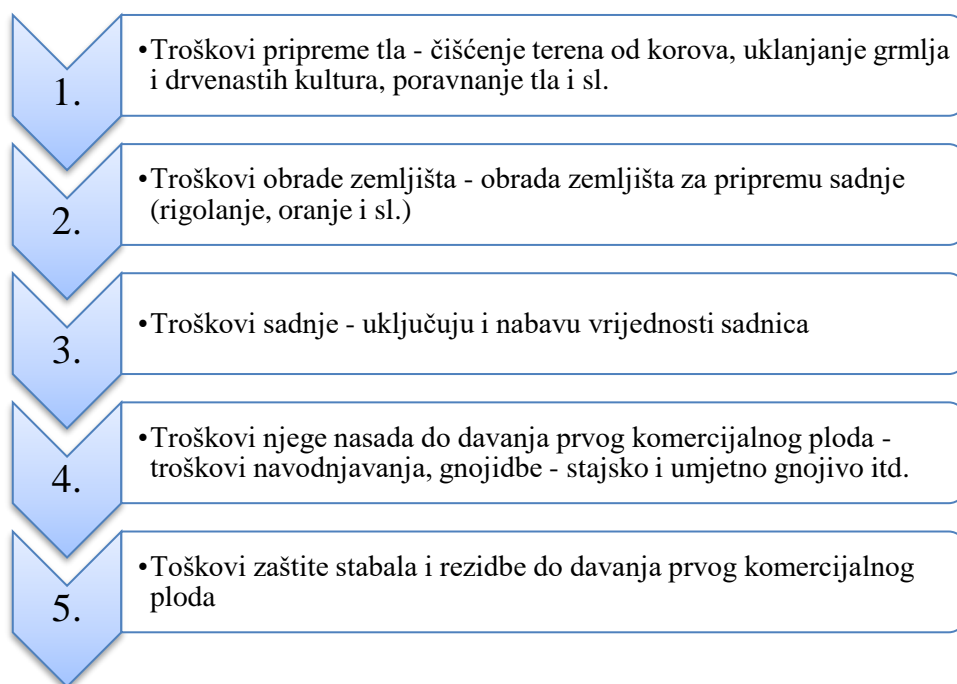 1.
•Troškovi pripreme tla - čišćenje terena od korova, uklanjanje grmlja
i drvenastih kultura, poravnanje tla i sl.
2.
•Troškovi obrade zemljišta - obrada zemljišta za pripremu sadnje
(rigolanje, oranje i sl.)
3.
•Troškovi sadnje - uključuju i nabavu vrijednosti sadnica
4.
•Troškovi njege nasada do davanja prvog komercijalnog ploda -
troškovi navodnjavanja, gnojidbe - stajsko i umjetno gnojivo itd.
5.
•Toškovi zaštite stabala i rezidbe do davanja prvog komercijalnog
ploda